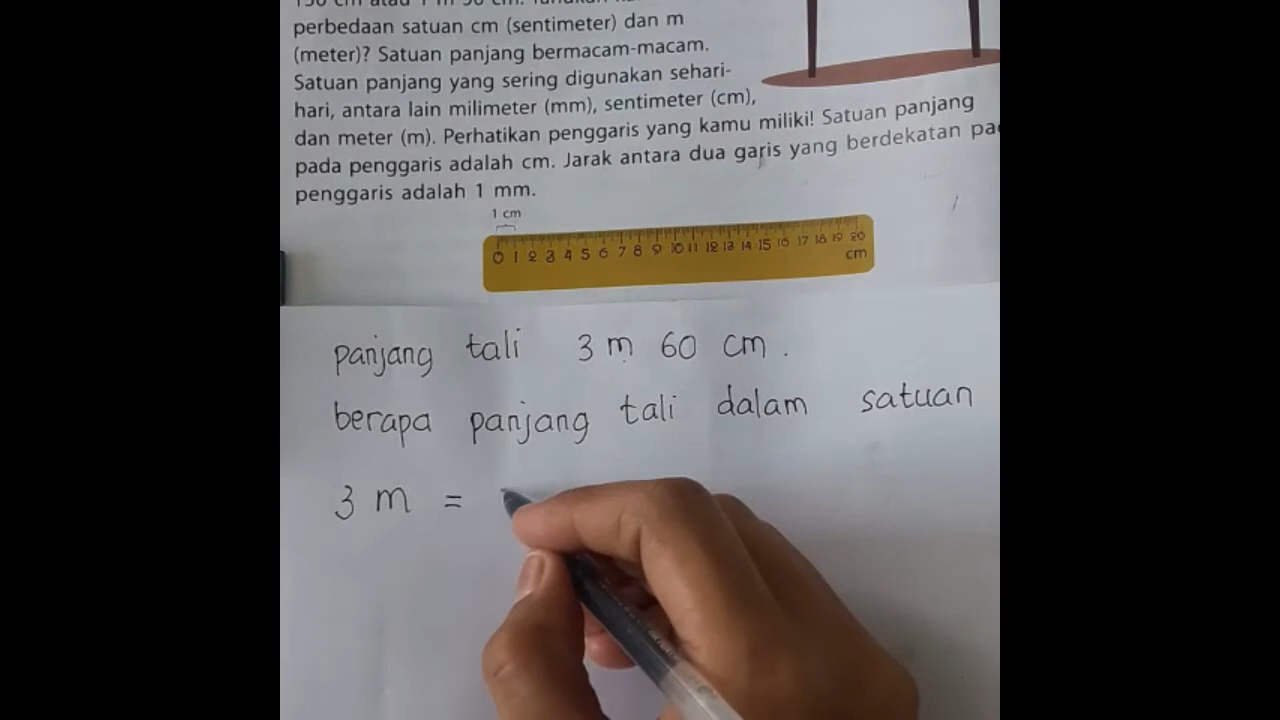 perbedaan satuan cm (sentimeter) dan m
(meter)? Satuan panjang bermacam-macam.
Satuan panjang yang sering digunakan sehari-
hari, antara lain milimeter (mm), sentimeter (cm),
dan meter (m). Perhatikan penggaris yang kamu miliki! Satuan panjang
pada penggaris adalah cm. Jarak antara dua garis yang berdekatan
penggaris adalah 1 mm.
1 cm
0 1 2 3 4 5 6 7 8 9 10 11 12 13 14 15 16 17 18 19 20
cm
panjang tali 3 m 60 cm.
berapa panjang tali dalam satuan
3 m =